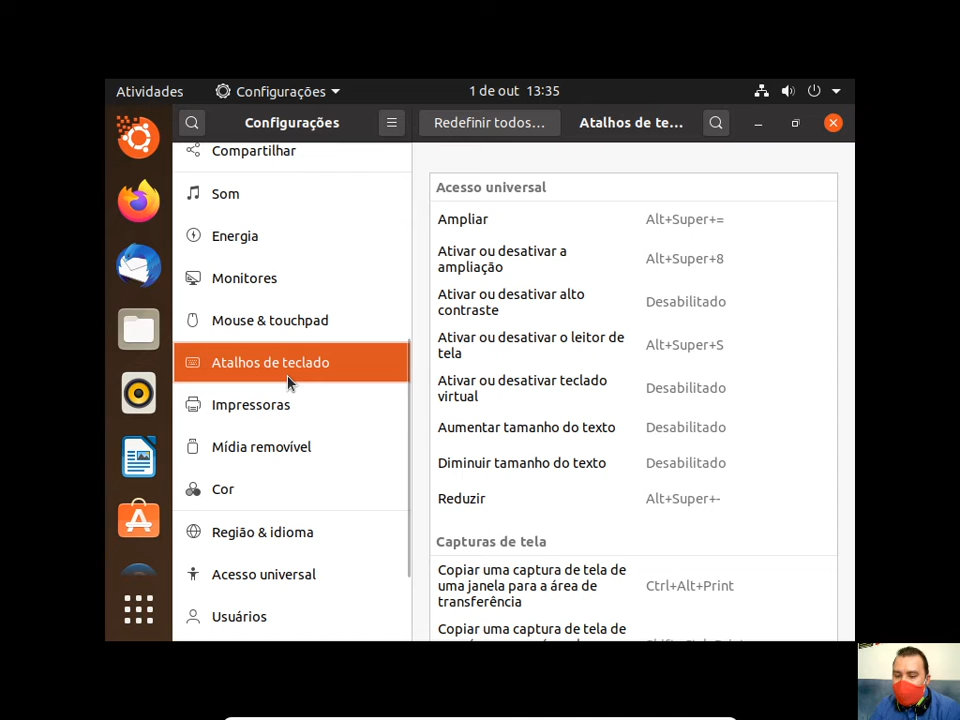 Atividades
Configurações
1 de out 13:35
Configurações
Redefinir todos...
Atalhos de te...
Compartilhar
Som
Energia
Monitores
Mouse & touchpad
Atalhos de teclado
Impressoras
Mídia removível
Cor
Região & idioma
Acesso universal
Usuários
Acesso universal
Ampliar
Alt+Super+=
Ativar ou desativar a
ampliação
Alt+Super+8
Ativar ou desativar alto
contraste
Desabilitado
Ativar ou desativar o leitor de
tela
Alt+Super+S
Ativar ou desativar teclado
virtual
Desabilitado
Aumentar tamanho do texto
Desabilitado
Diminuir tamanho do texto
Desabilitado
Reduzir
Alt+Super+-
Capturas de tela
Copiar uma captura de tela de
uma janela para a área de
transferência
Ctrl+Alt+Print
Copiar uma captura de tela de